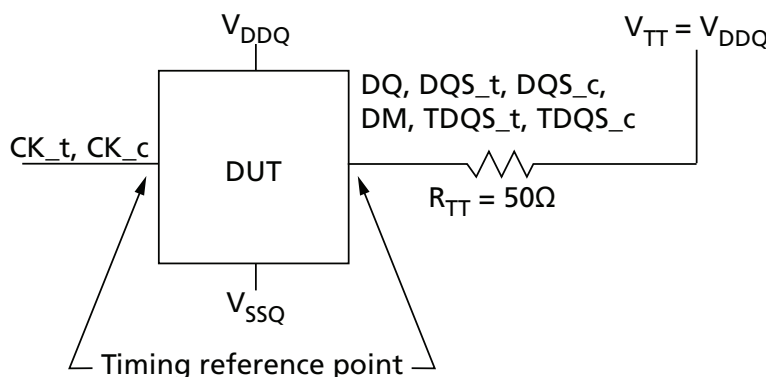 V_DDQ
V_TT = V_DDQ
DQ, DQS_t, DQS_c,
DM, TDQS_t, TDQS_c
CK_t, CK_c
DUT
R_TT = 50Ω
V_SSQ
Timing reference point